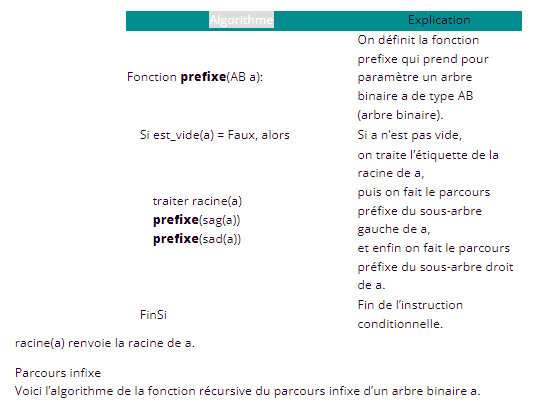 Algorithme Explication
Fonction prefixe(AB a):
On définit la fonction
prefixe qui prend pour
paramètre un arbre
binaire a de type AB
(arbre binaire).
Si est_vide(a) = Faux, alors
Si a n’est pas vide,
traiter racine(a)
prefixe(sag(a))
prefixe(sad(a))
on traite l’étiquette de la
racine de a,
puis on fait le parcours
préfixe du sous-arbre
gauche de a,
et enfin on fait le parcours
préfixe du sous-arbre droit
de a.
FinSi
Fin de l’instruction
conditionnelle.
racine(a) renvoie la racine de a.
Parcours infixe
Voici l’algorithme de la fonction récursive du parcours infixe d’un arbre binaire a.